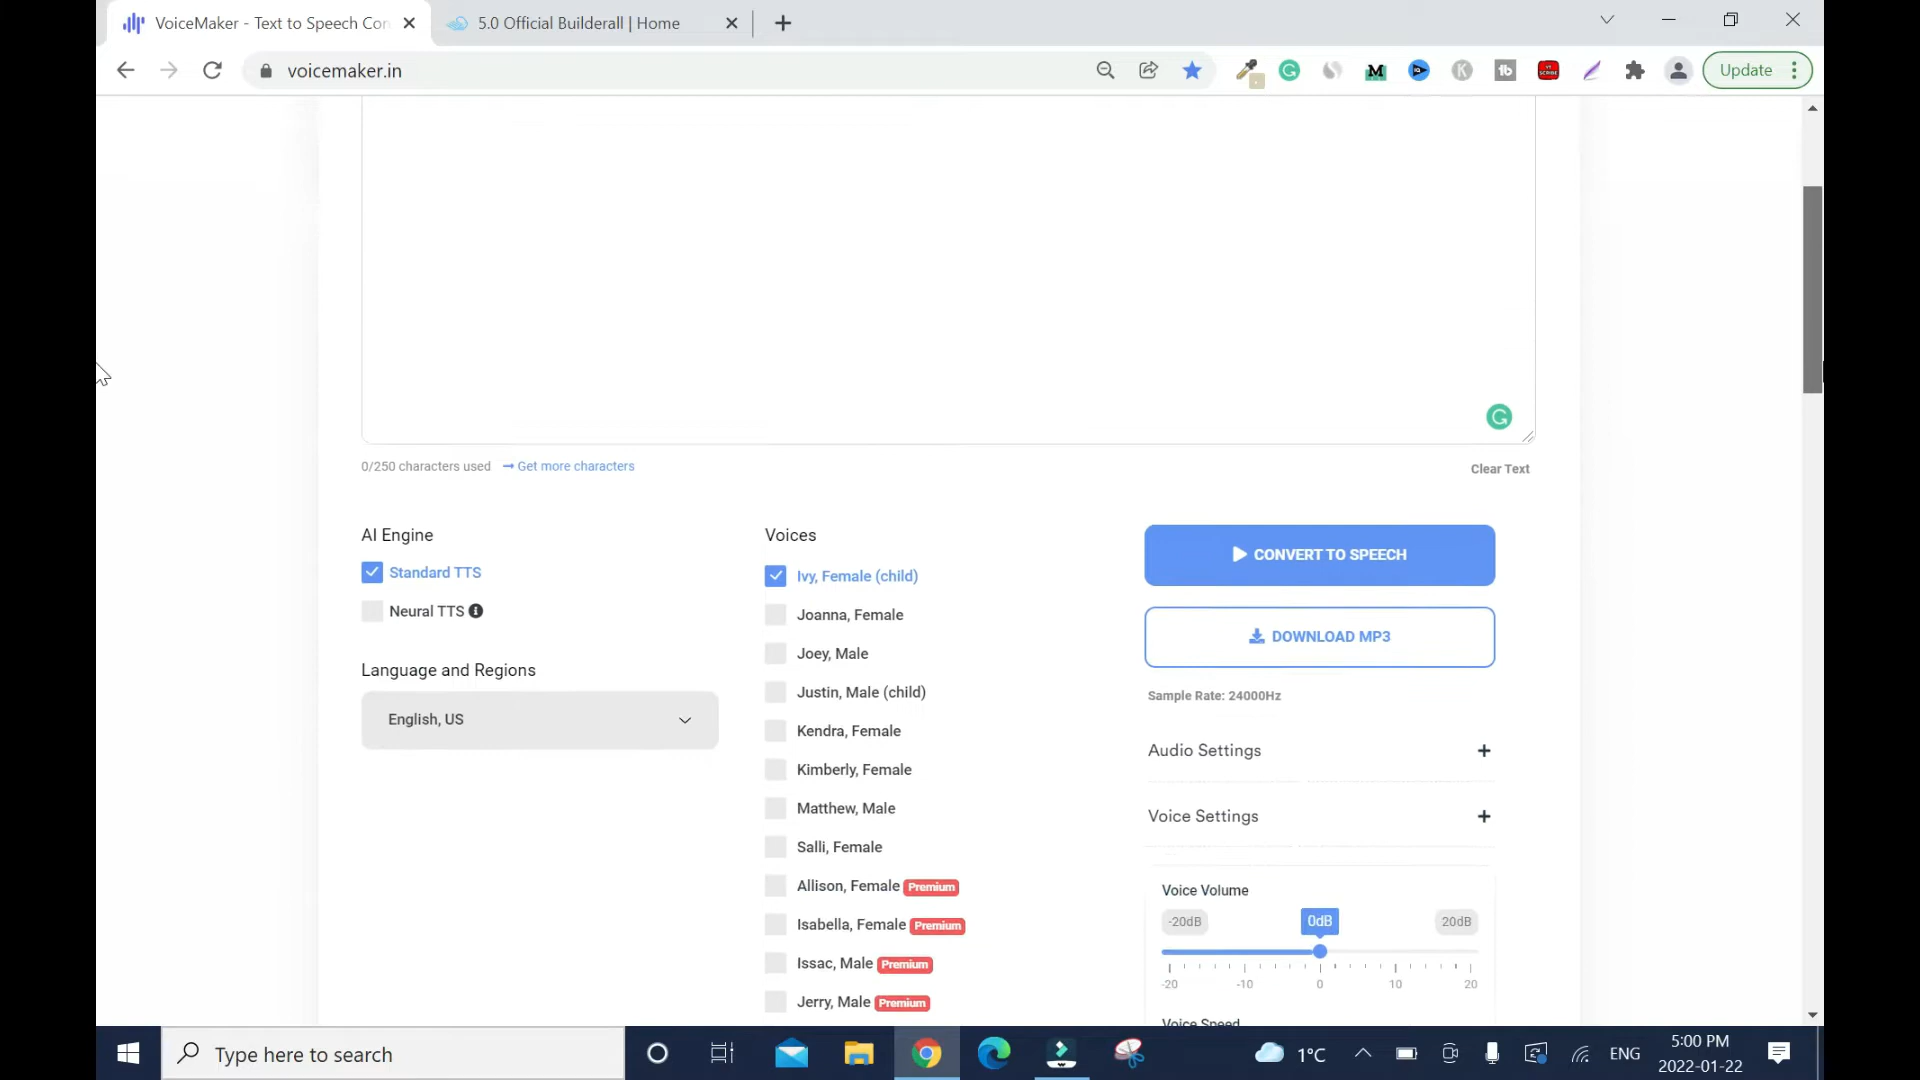 VoiceMaker - Text to Speech Con
5.0 Official Builderall | Home
voicemaker.in
Update
0/250 characters used
Get more characters
Clear Text
AI Engine
Standard TTS
Neural TTS
Language and Regions
English, US
Voices
Ivy, Female (child)
Joanna, Female
Joey, Male
Justin, Male (child)
Kendra, Female
Kimberly, Female
Matthew, Male
Salli, Female
Allison, Female Premium
Isabella, Female Premium
Issac, Male Premium
Jerry, Male Premium
CONVERT TO SPEECH
DOWNLOAD MP3
Sample Rate: 24000Hz
Audio Settings
Voice Settings
Voice Volume
-20dB 0dB 20dB
-20 -10 0 10 20
Voice Speed
Type here to search
1°C
ENG
5:00 PM
2022-01-22